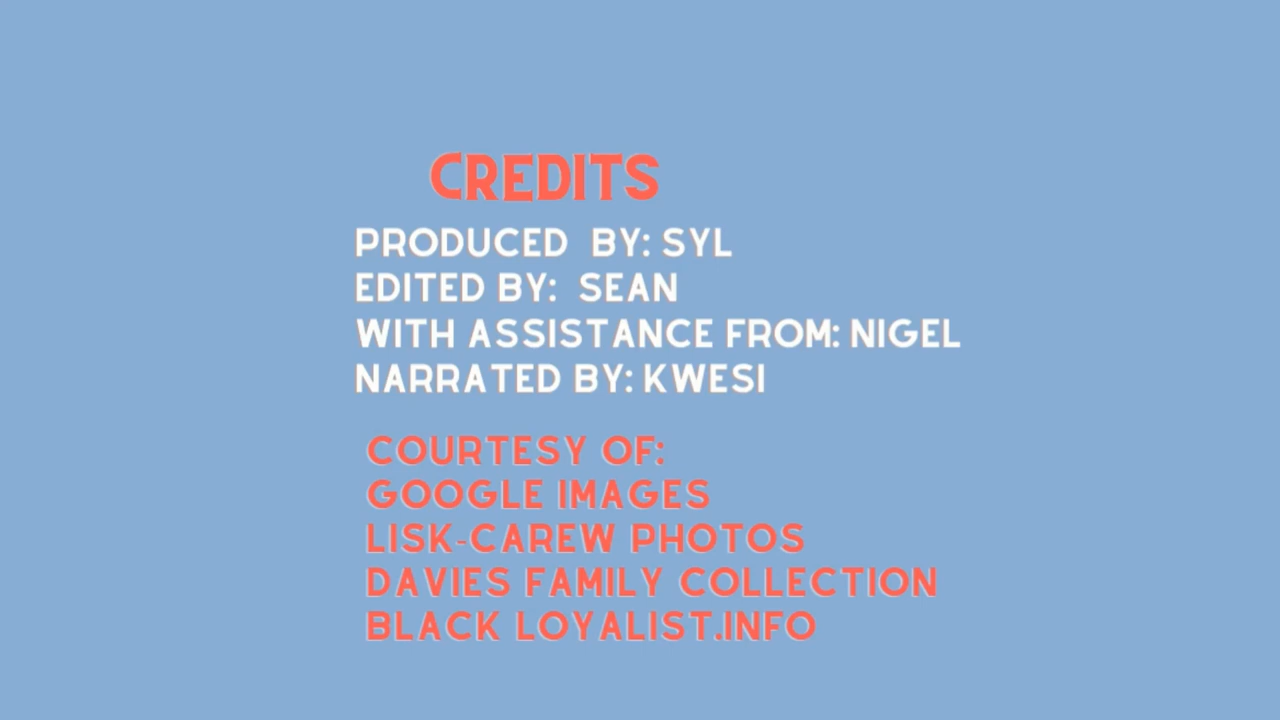 CREDITS
PRODUCED  BY: SYL
EDITED BY:  SEAN
WITH ASSISTANCE FROM: NIGEL
NARRATED BY: KWESI
COURTESY OF:
GOOGLE IMAGES
LISK-CAREW PHOTOS
DAVIES FAMILY COLLECTION
BLACK LOYALIST.INFO